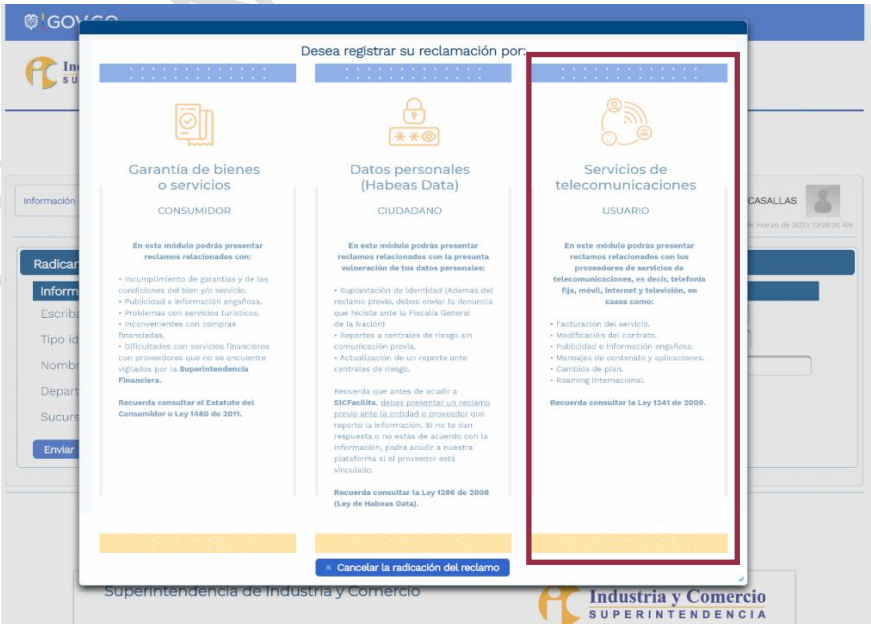 GOV.CO
Desea registrar su reclamación por:
Garantía de bienes
o servicios
CONSUMIDOR
En este módulo podrás presentar
reclamos relacionados con:
• Incumplimiento de garantías y de las
condiciones del bien y/o servicio.
• Publicidad e información engañosa.
• Problemas con servicios turísticos.
• Inconvenientes con compras
financiadas.
• Dificultades con servicios financieros
con proveedores que no se encuentre
vigilados por la Superintendencia
Financiera.
Recuerda consultar el Estatuto del
Consumidor o Ley 1480 de 2011.
Datos personales
(Habeas Data)
CIUDADANO
En este módulo podrás presentar
reclamos relacionados con la presunta
vulneración de tus datos personales:
• Suplantación de identidad (Además del
reclamo previo, debes enviar la denuncia
que hiciste ante la Fiscalía General
de la Nación)
• Reportes a centrales de riesgo sin
comunicación previa.
• Actualización de un reporte ante
centrales de riesgo.
Recuerda que antes de acudir a
SICFacilita, debes presentar un reclamo
previo ante la entidad o proveedor que
reportó la información. Si no te dan
respuesta o no estás de acuerdo con la
información, podrá acudir a nuestra
plataforma si el proveedor está
vinculado.
Recuerda consultar la Ley 1266 de 2008
(Ley de Habeas Data).
Servicios de
telecomunicaciones
USUARIO
En este módulo podrás presentar
reclamos relacionados con los
proveedores de servicios de
telecomunicaciones, es decir, telefonía
fija, móvil, internet y televisión, en
casos como:
• Facturación del servicio.
• Modificación del contrato.
• Publicidad e información engañosa.
• Mensajes de contenido y aplicaciones.
• Cambios de plan.
• Roaming Internacional.
Recuerda consultar la Ley 1341 de 2009.
× Cancelar la radicación del reclamo
Información
CASALLAS
de marzo de 2023 10:59:20 AM
Radicar
Inform
Escriba
Tipo id
Nombr
Depart
Sucurs
Enviar
Superintendencia de Industria y Comercio
Industria y Comercio
SUPERINTENDENCIA